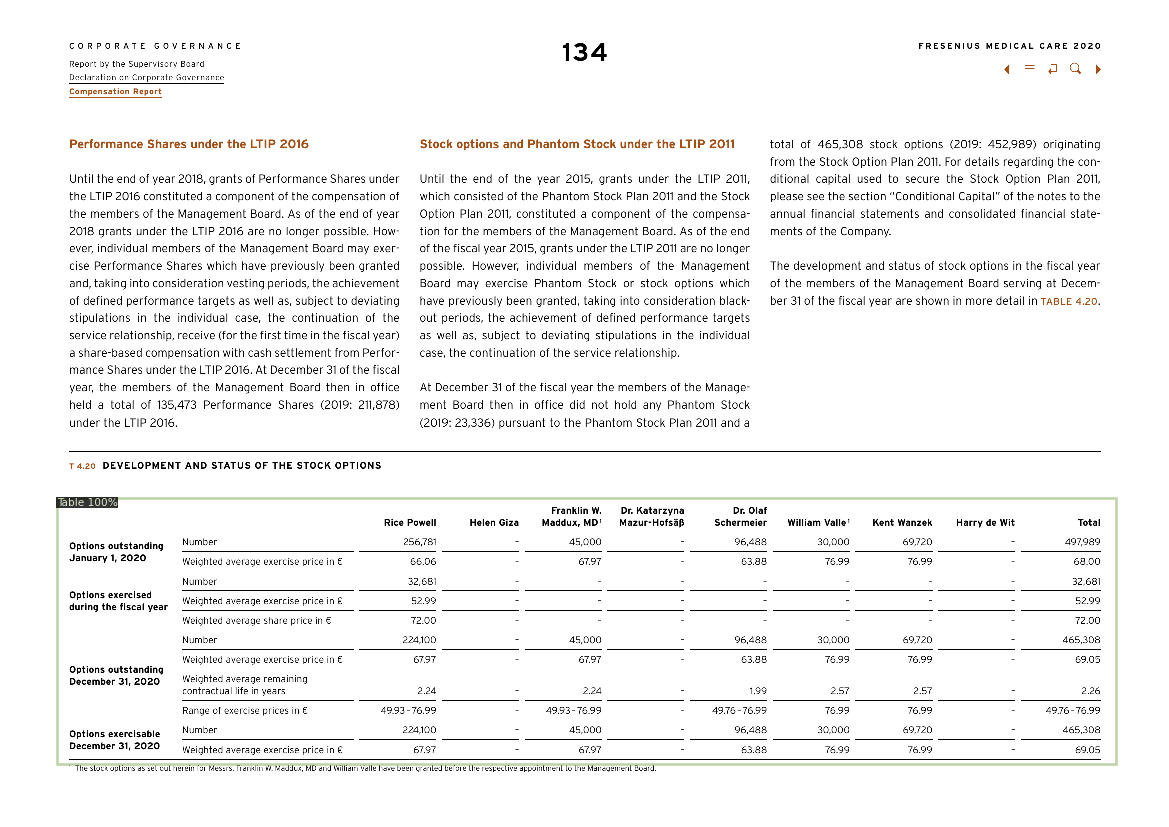 CORPORATE GOVERNANCE
Report by the Supervisory Board
Declaration on Corporate Governance
Compensation Report
134
FRESENIUS MEDICAL CARE 2020
Performance Shares under the LTIP 2016
Until the end of year 2018, grants of Performance Shares under
the LTIP 2016 constituted a component of the compensation of
the members of the Management Board. As of the end of year
2018 grants under the LTIP 2016 are no longer possible. How-
ever, individual members of the Management Board may exer-
cise Performance Shares which have previously been granted
and, taking into consideration vesting periods, the achievement
of defined performance targets as well as, subject to deviating
stipulations in the individual case, the continuation of the
service relationship, receive (for the first time in the fiscal year)
a share-based compensation with cash settlement from Perfor-
mance Shares under the LTIP 2016. At December 31 of the fiscal
year, the members of the Management Board then in office
held a total of 135,473 Performance Shares (2019: 211,878)
under the LTIP 2016.
Stock options and Phantom Stock under the LTIP 2011
Until the end of the year 2015, grants under the LTIP 2011,
which consisted of the Phantom Stock Plan 2011 and the Stock
Option Plan 2011, constituted a component of the compensa-
tion for the members of the Management Board. As of the end
of the fiscal year 2015, grants under the LTIP 2011 are no longer
possible. However, individual members of the Management
Board may exercise Phantom Stock or stock options which
have previously been granted, taking into consideration black-
out periods, the achievement of defined performance targets
as well as, subject to deviating stipulations in the individual
case, the continuation of the service relationship.
At December 31 of the fiscal year the members of the Manage-
ment Board then in office did not hold any Phantom Stock
(2019: 23,336) pursuant to the Phantom Stock Plan 2011 and a
total of 465,308 stock options (2019: 452,989) originating
from the Stock Option Plan 2011. For details regarding the con-
ditional capital used to secure the Stock Option Plan 2011,
please see the section “Conditional Capital” of the notes to the
annual financial statements and consolidated financial state-
ments of the Company.
The development and status of stock options in the fiscal year
of the members of the Management Board serving at Decem-
ber 31 of the fiscal year are shown in more detail in TABLE 4.20.
T 4.20 DEVELOPMENT AND STATUS OF THE STOCK OPTIONS
Table 100%
Rice Powell Helen Giza Franklin W. Maddux, MD¹ Dr. Katarzyna Mazur-Hofsäß Dr. Olaf Schermeier William Valle¹ Kent Wanzek Harry de Wit Total
Options outstanding
January 1, 2020
Number 256,781 – 45,000 – 96,488 30,000 69,720 – 497,989
Weighted average exercise price in € 66.06 – 67.97 – 63.88 76.99 76.99 – 68.00
Options exercised
during the fiscal year
Number 32,681 – – – – – – – 32,681
Weighted average exercise price in € 52.99 – – – – – – – 52.99
Weighted average share price in € 72.00 – – – – – – – 72.00
Options outstanding
December 31, 2020
Number 224,100 – 45,000 – 96,488 30,000 69,720 – 465,308
Weighted average exercise price in € 67.97 – 67.97 – 63.88 76.99 76.99 – 69.05
Weighted average remaining
contractual life in years 2.24 – 2.24 – 1.99 2.57 2.57 – 2.26
Range of exercise prices in € 49.93 – 76.99 – 49.93 – 76.99 – 49.76 – 76.99 76.99 76.99 – 49.76 – 76.99
Options exercisable
December 31, 2020
Number 224,100 – 45,000 – 96,488 30,000 69,720 – 465,308
Weighted average exercise price in € 67.97 – 67.97 – 63.88 76.99 76.99 – 69.05
The stock options as set out herein for Messrs. Franklin W. Maddux, MD and William Valle have been granted before the respective appointment to the Management Board.